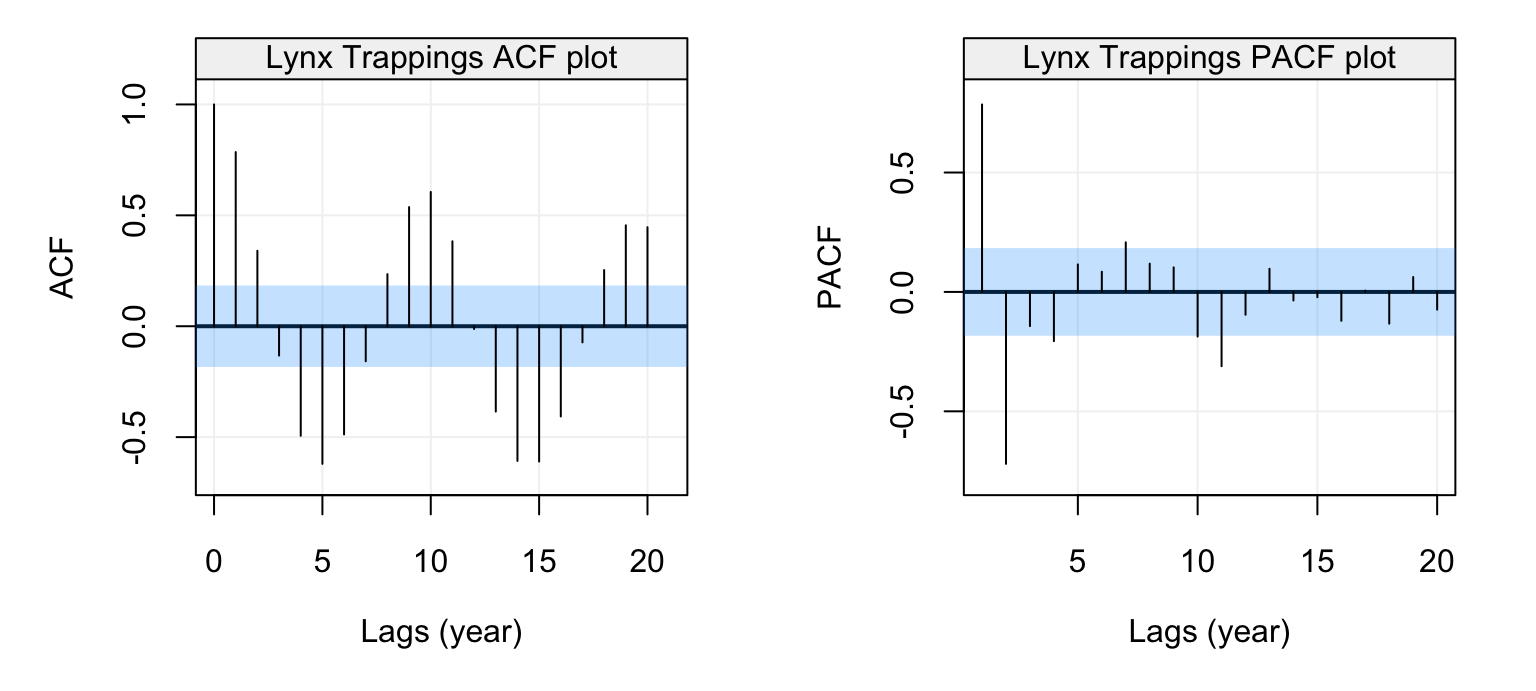 Lynx Trappings ACF plot
ACF
1.0
0.5
0.0
-0.5
0 5 10 15 20
Lags (year)
Lynx Trappings PACF plot
PACF
0.5
0.0
-0.5
5 10 15 20
Lags (year)